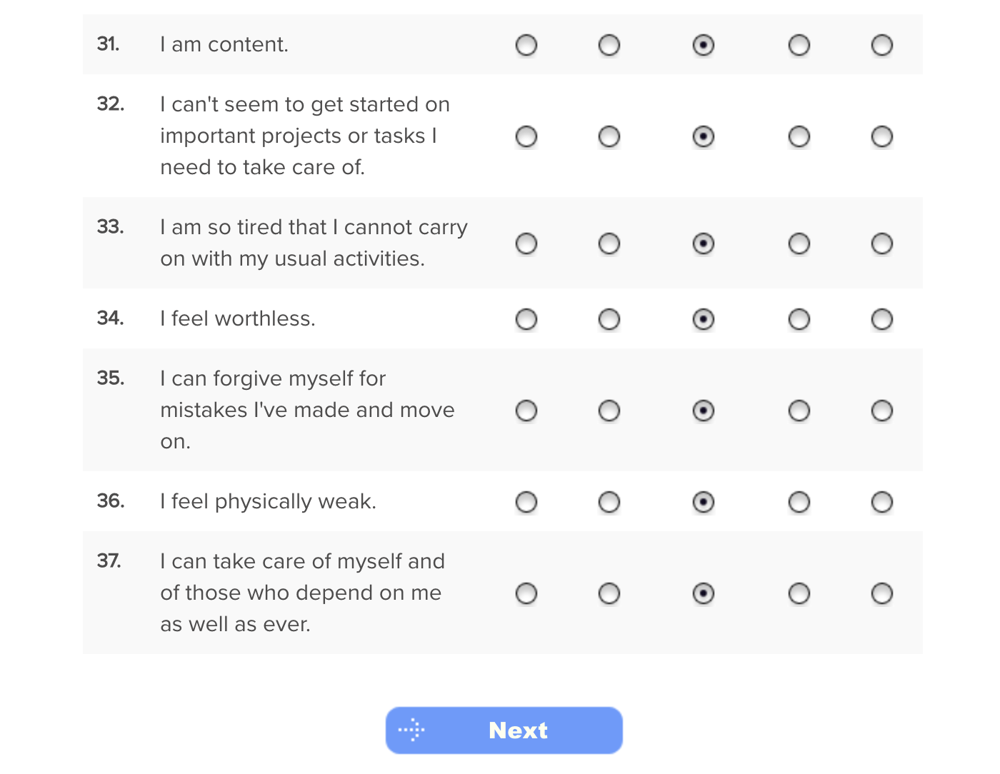 31. I am content.
32. I can't seem to get started on
important projects or tasks I
need to take care of.
33. I am so tired that I cannot carry
on with my usual activities.
34. I feel worthless.
35. I can forgive myself for
mistakes I've made and move
on.
36. I feel physically weak.
37. I can take care of myself and
of those who depend on me
as well as ever.
Next